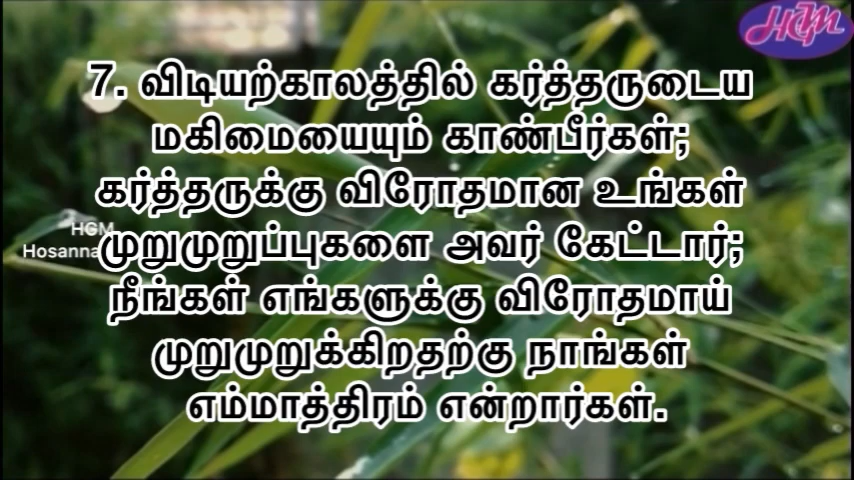 HGM
7. விடியற்காலத்தில் கர்த்தருடைய
மகிமையையும் காண்பீர்கள்;
கர்த்தருக்கு விரோதமான உங்கள்
HGM
Hosanna
முறுமுறுப்புகளை அவர் கேட்டார்;
நீங்கள் எங்களுக்கு விரோதமாய்
முறுமுறுக்கிறதற்கு நாங்கள்
எம்மாத்திரம் என்றார்கள்.